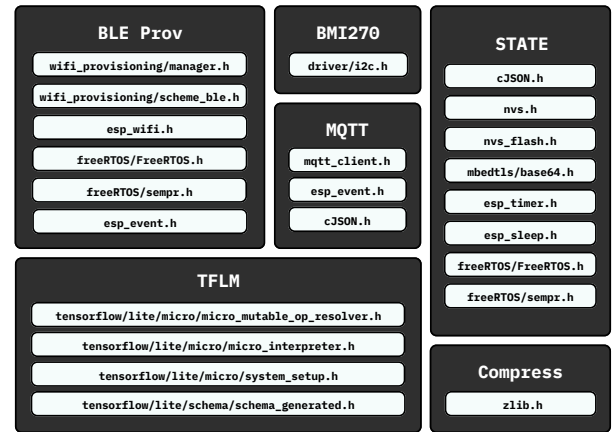 BLE Prov
wifi_provisioning/manager.h
wifi_provisioning/scheme_ble.h
esp_wifi.h
freeRTOS/FreeRTOS.h
freeRTOS/sempr.h
esp_event.h
BMI270
driver/i2c.h
MQTT
mqtt_client.h
esp_event.h
cJSON.h
STATE
cJSON.h
nvs.h
nvs_flash.h
mbedtls/base64.h
esp_timer.h
esp_sleep.h
freeRTOS/FreeRTOS.h
freeRTOS/sempr.h
TFLM
tensorflow/lite/micro/micro_mutable_op_resolver.h
tensorflow/lite/micro/micro_interpreter.h
tensorflow/lite/micro/system_setup.h
tensorflow/lite/schema/schema_generated.h
Compress
zlib.h